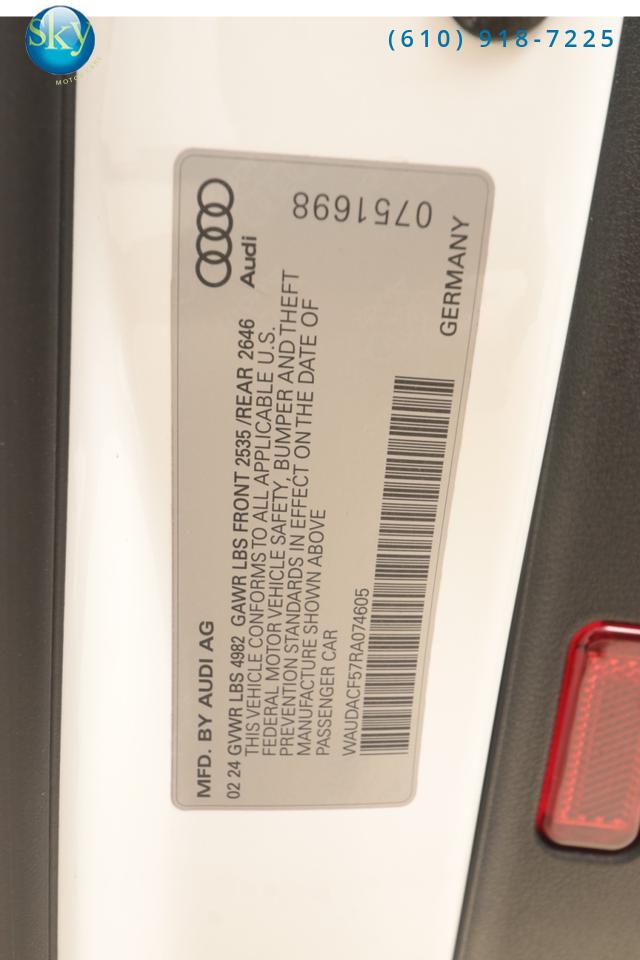 Sky
MOTOR CARS
(610) 918-7225
MFD. BY AUDI AG
Audi
02 24 GVWR LBS 4982 GAWR LBS FRONT 2535 /REAR 2646
THIS VEHICLE CONFORMS TO ALL APPLICABLE U.S.
FEDERAL MOTOR VEHICLE SAFETY, BUMPER AND THEFT
PREVENTION STANDARDS IN EFFECT ON THE DATE OF
MANUFACTURE SHOWN ABOVE
PASSENGER CAR
WAUDACF57RA074605
GERMANY
0751698